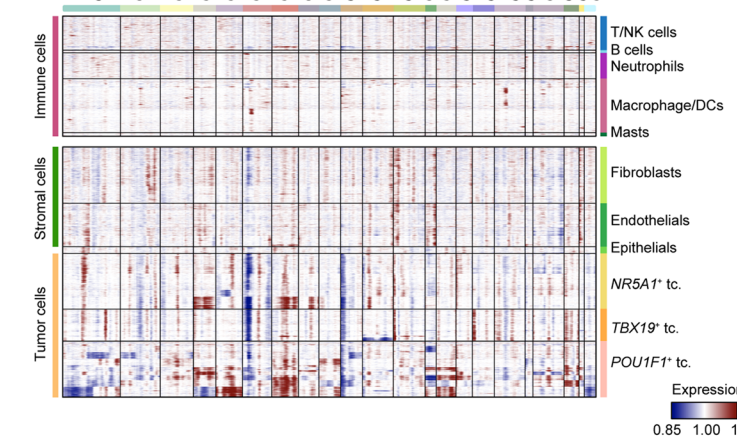 Immune cells
T/NK cells
B cells
Neutrophils
Macrophage/DCs
Masts
Stromal cells
Fibroblasts
Endothelials
Epithelials
Tumor cells
NR5A1⁺ tc.
TBX19⁺ tc.
POU1F1⁺ tc.
Expression
0.85 1.00 1